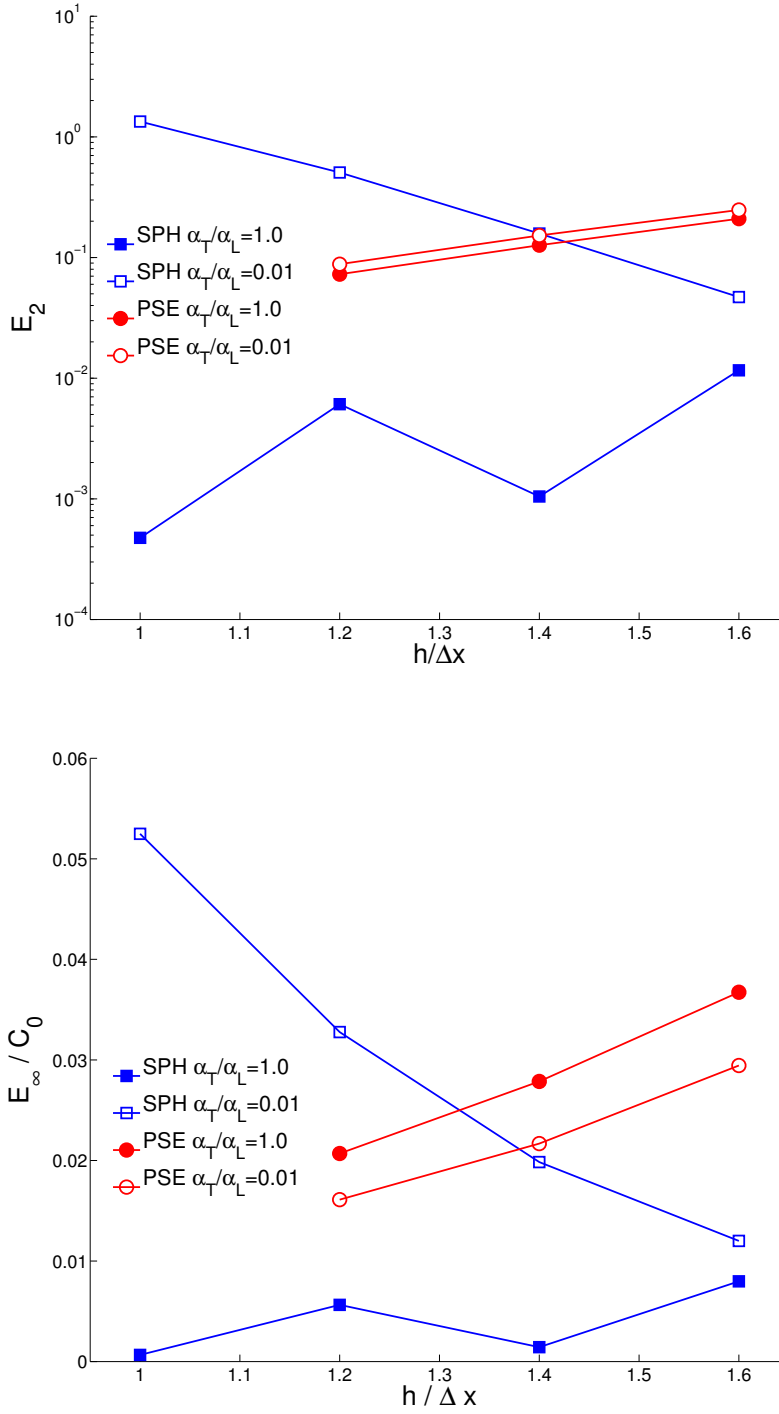 10^1
10^0
10^−1
10^−2
10^−3
10^−4
E_2
SPH α_T/α_L=1.0
SPH α_T/α_L=0.01
PSE α_T/α_L=1.0
PSE α_T/α_L=0.01
1 1.1 1.2 1.3 1.4 1.5 1.6
h/Δx
0.06
0.05
0.04
0.03
0.02
0.01
0
E_∞ / C_0
SPH α_T/α_L=1.0
SPH α_T/α_L=0.01
PSE α_T/α_L=1.0
PSE α_T/α_L=0.01
1 1.1 1.2 1.3 1.4 1.5 1.6
h / Δ x